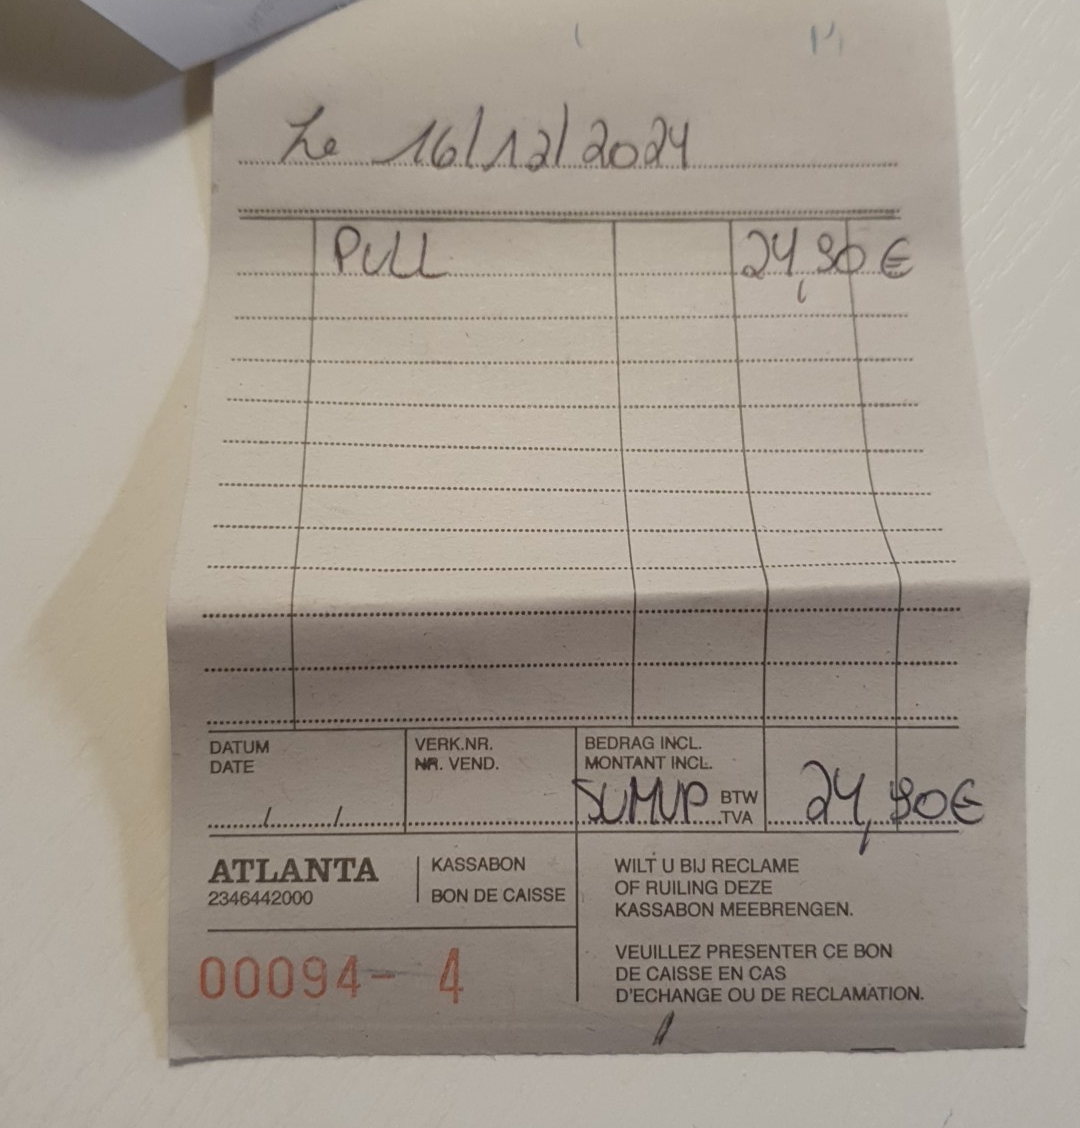 Le 16/12/2024
PULL 24,90 €
DATUM
DATE
VERK.NR.
NR. VEND.
BEDRAG INCL.
MONTANT INCL.
SUMUP BTW
TVA
24,90€
ATLANTA
2346442000
KASSABON
BON DE CAISSE
00094- 4
WILT U BIJ RECLAME
OF RUILING DEZE
KASSABON MEEBRENGEN.
VEUILLEZ PRESENTER CE BON
DE CAISSE EN CAS
D'ECHANGE OU DE RECLAMATION.